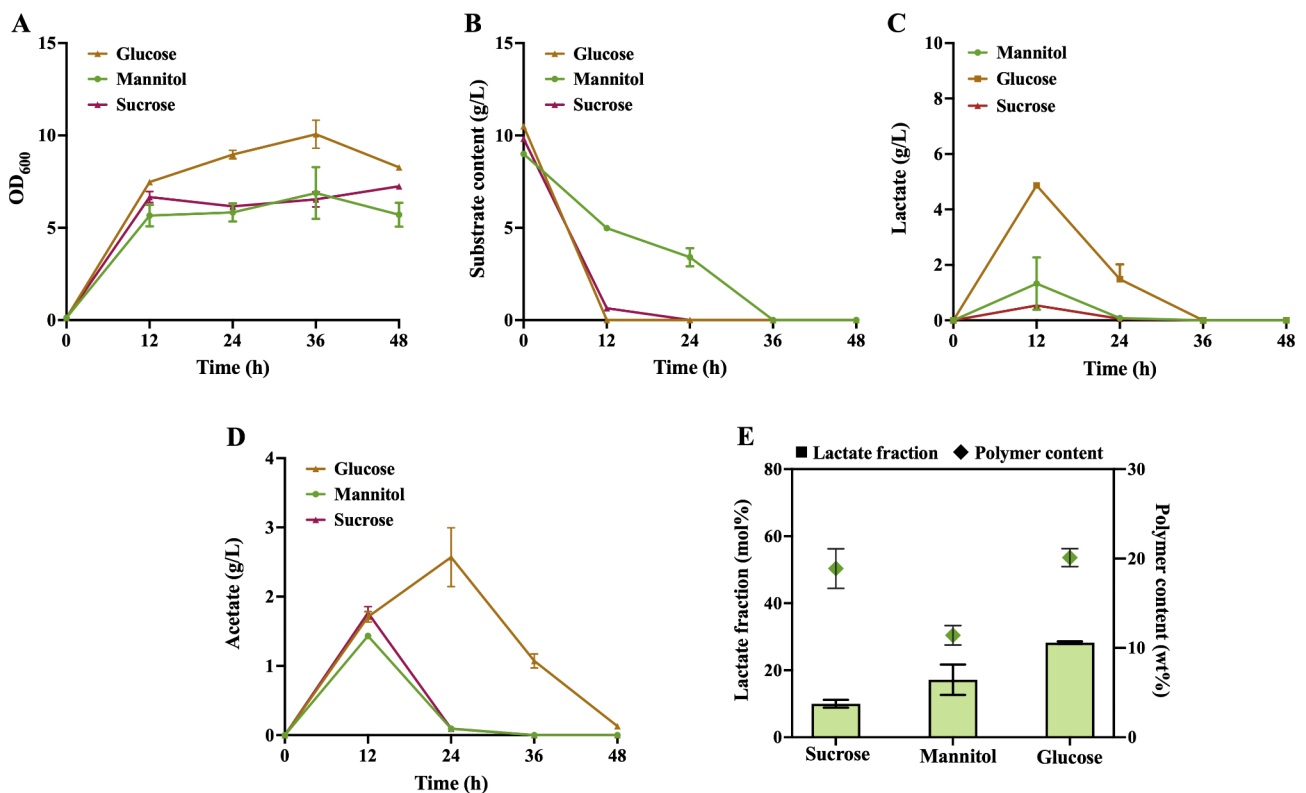 A
15
10
5
0
OD600
0 12 24 36 48
Time (h)
Glucose
Mannitol
Sucrose
B
15
10
5
0
Substrate content (g/L)
0 12 24 36 48
Time (h)
Glucose
Mannitol
Sucrose
C
10
8
6
4
2
0
Lactate (g/L)
0 12 24 36 48
Time (h)
Mannitol
Glucose
Sucrose
D
4
3
2
1
0
Acetate (g/L)
0 12 24 36 48
Time (h)
Glucose
Mannitol
Sucrose
E
Lactate fraction Polymer content
80
60
40
20
0
Lactate fraction (mol%)
30
20
10
0
Polymer content (wt%)
Sucrose Mannitol Glucose